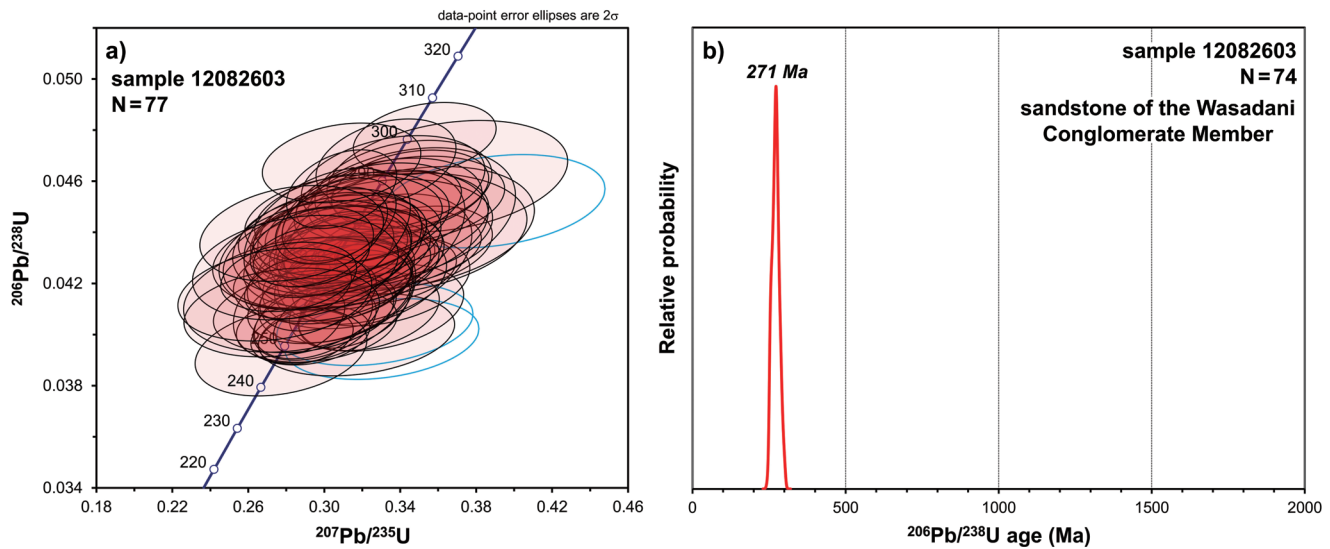 data-point error ellipses are 2σ
a)
sample 12082603
N = 77
320
310
300
250
240
230
220
0.050
0.046
0.042
0.038
0.034
0.18
0.22
0.26
0.30
0.34
0.38
0.42
0.46
²⁰⁶Pb/²³⁸U
²⁰⁷Pb/²³⁵U
b)
271 Ma
sample 12082603
N = 74
sandstone of the Wasadani
Conglomerate Member
Relative probability
0
500
1000
1500
2000
²⁰⁶Pb/²³⁸U age (Ma)